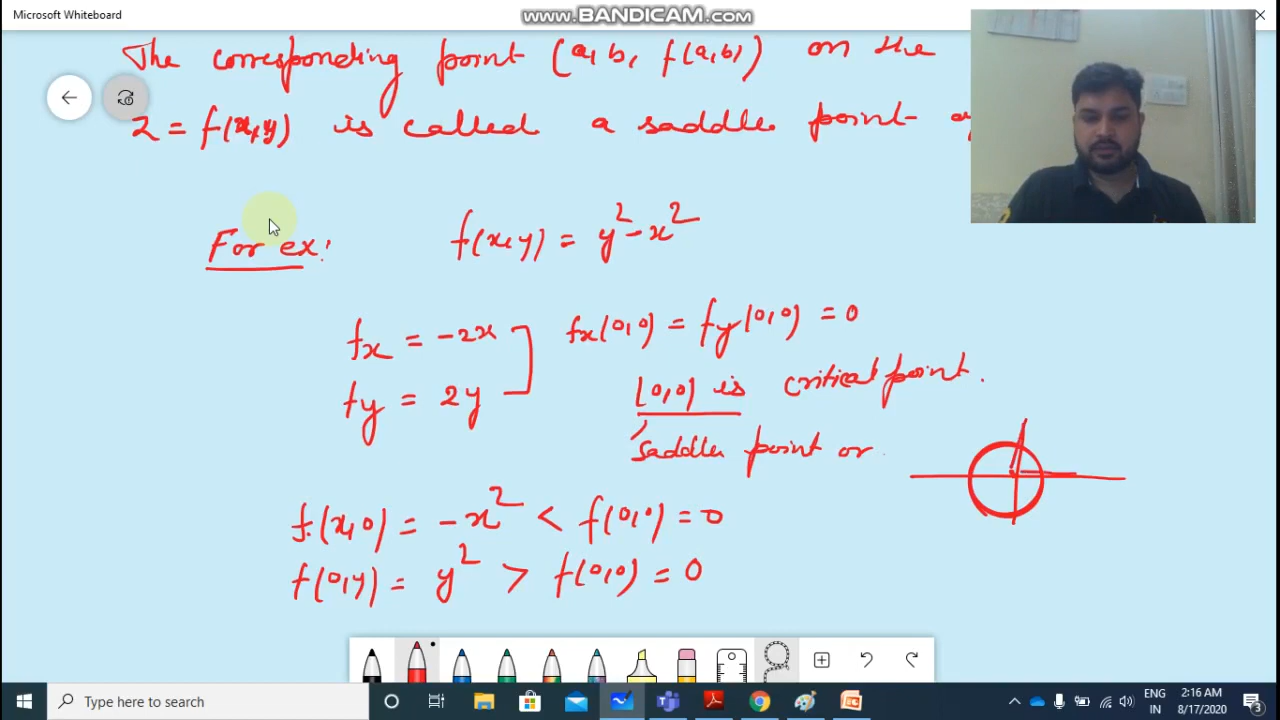 Microsoft Whiteboard
www.BANDICAM.com
The corresponding point (a,b, f(a,b)) on the
z = f(x,y) is called a saddle point
For ex:
f(x,y) = y²-x²
fx = -2x
fy = 2y
fx(0,0) = fy(0,0) = 0
(0,0) is critical point.
saddle point or
f(x,0) = -x² < f(0,0) = 0
f(0,y) = y² > f(0,0) = 0
Type here to search
ENG
IN
2:16 AM
8/17/2020
3